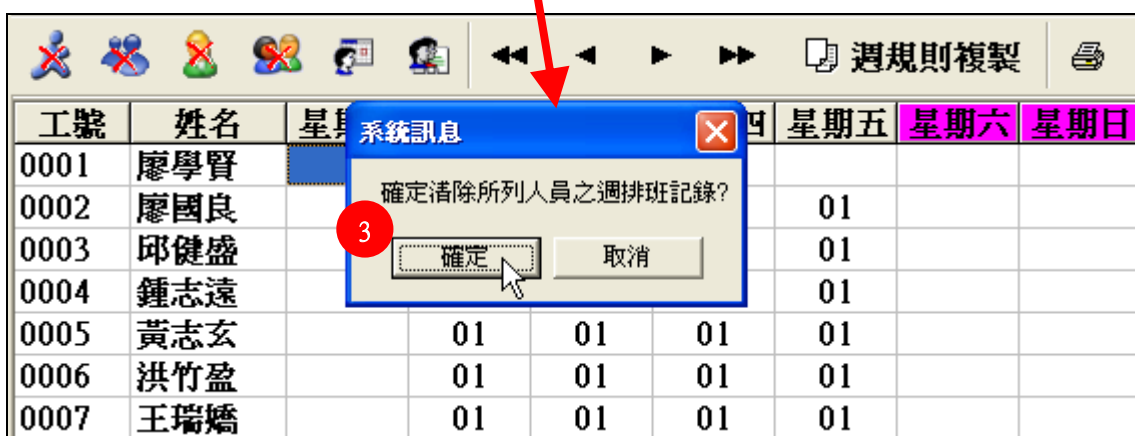 週規則複製
工號 姓名 星 四 星期五 星期六 星期日
系統訊息
確定清除所列人員之週排班記錄?
3
確定 取消
0001 廖學賢
0002 廖國良 01
0003 邱健盛 01
0004 鍾志遠 01
0005 黃志玄 01 01 01 01
0006 洪竹盈 01 01 01 01
0007 王瑞嬌 01 01 01 01